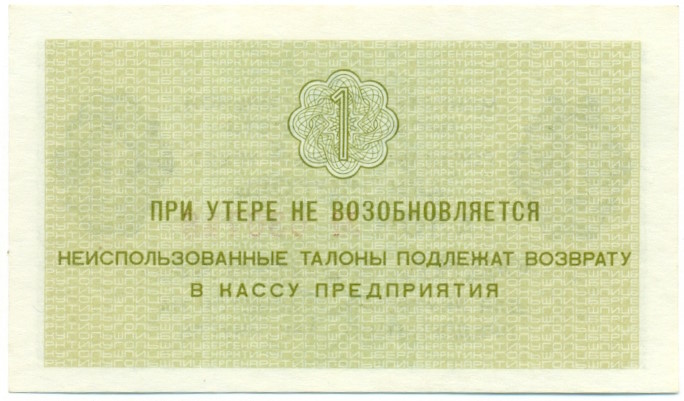 1
ПРИ УТЕРЕ НЕ ВОЗОБНОВЛЯЕТСЯ
НЕИСПОЛЬЗОВАННЫЕ ТАЛОНЫ ПОДЛЕЖАТ ВОЗВРАТУ
В КАССУ ПРЕДПРИЯТИЯ